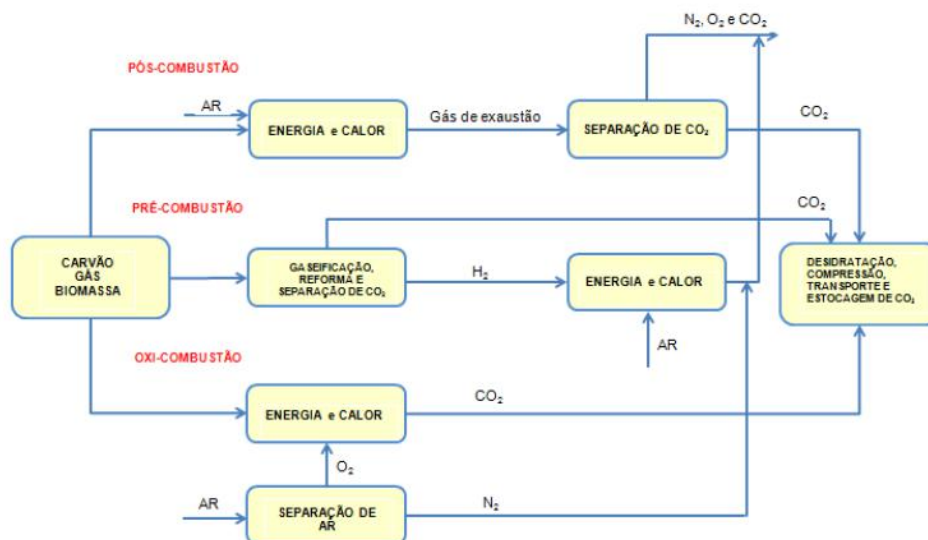 N₂, O₂ e CO₂
PÓS-COMBUSTÃO
AR
ENERGIA e CALOR
Gás de exaustão
SEPARAÇÃO DE CO₂
CO₂
PRÉ-COMBUSTÃO
CO₂
CARVÃO
GÀS
BIOMASSA
GASEIFICAÇÃO,
REFORMA E
SEPARAÇÃO DE CO₂
H₂
ENERGIA e CALOR
DESIDRATAÇÃO,
COMPRESSÃO,
TRANSPORTE E
ESTOCAGEM DE CO₂
AR
OXI-COMBUSTÃO
ENERGIA e CALOR
CO₂
O₂
AR
SEPARAÇÃO DE
AR
N₂